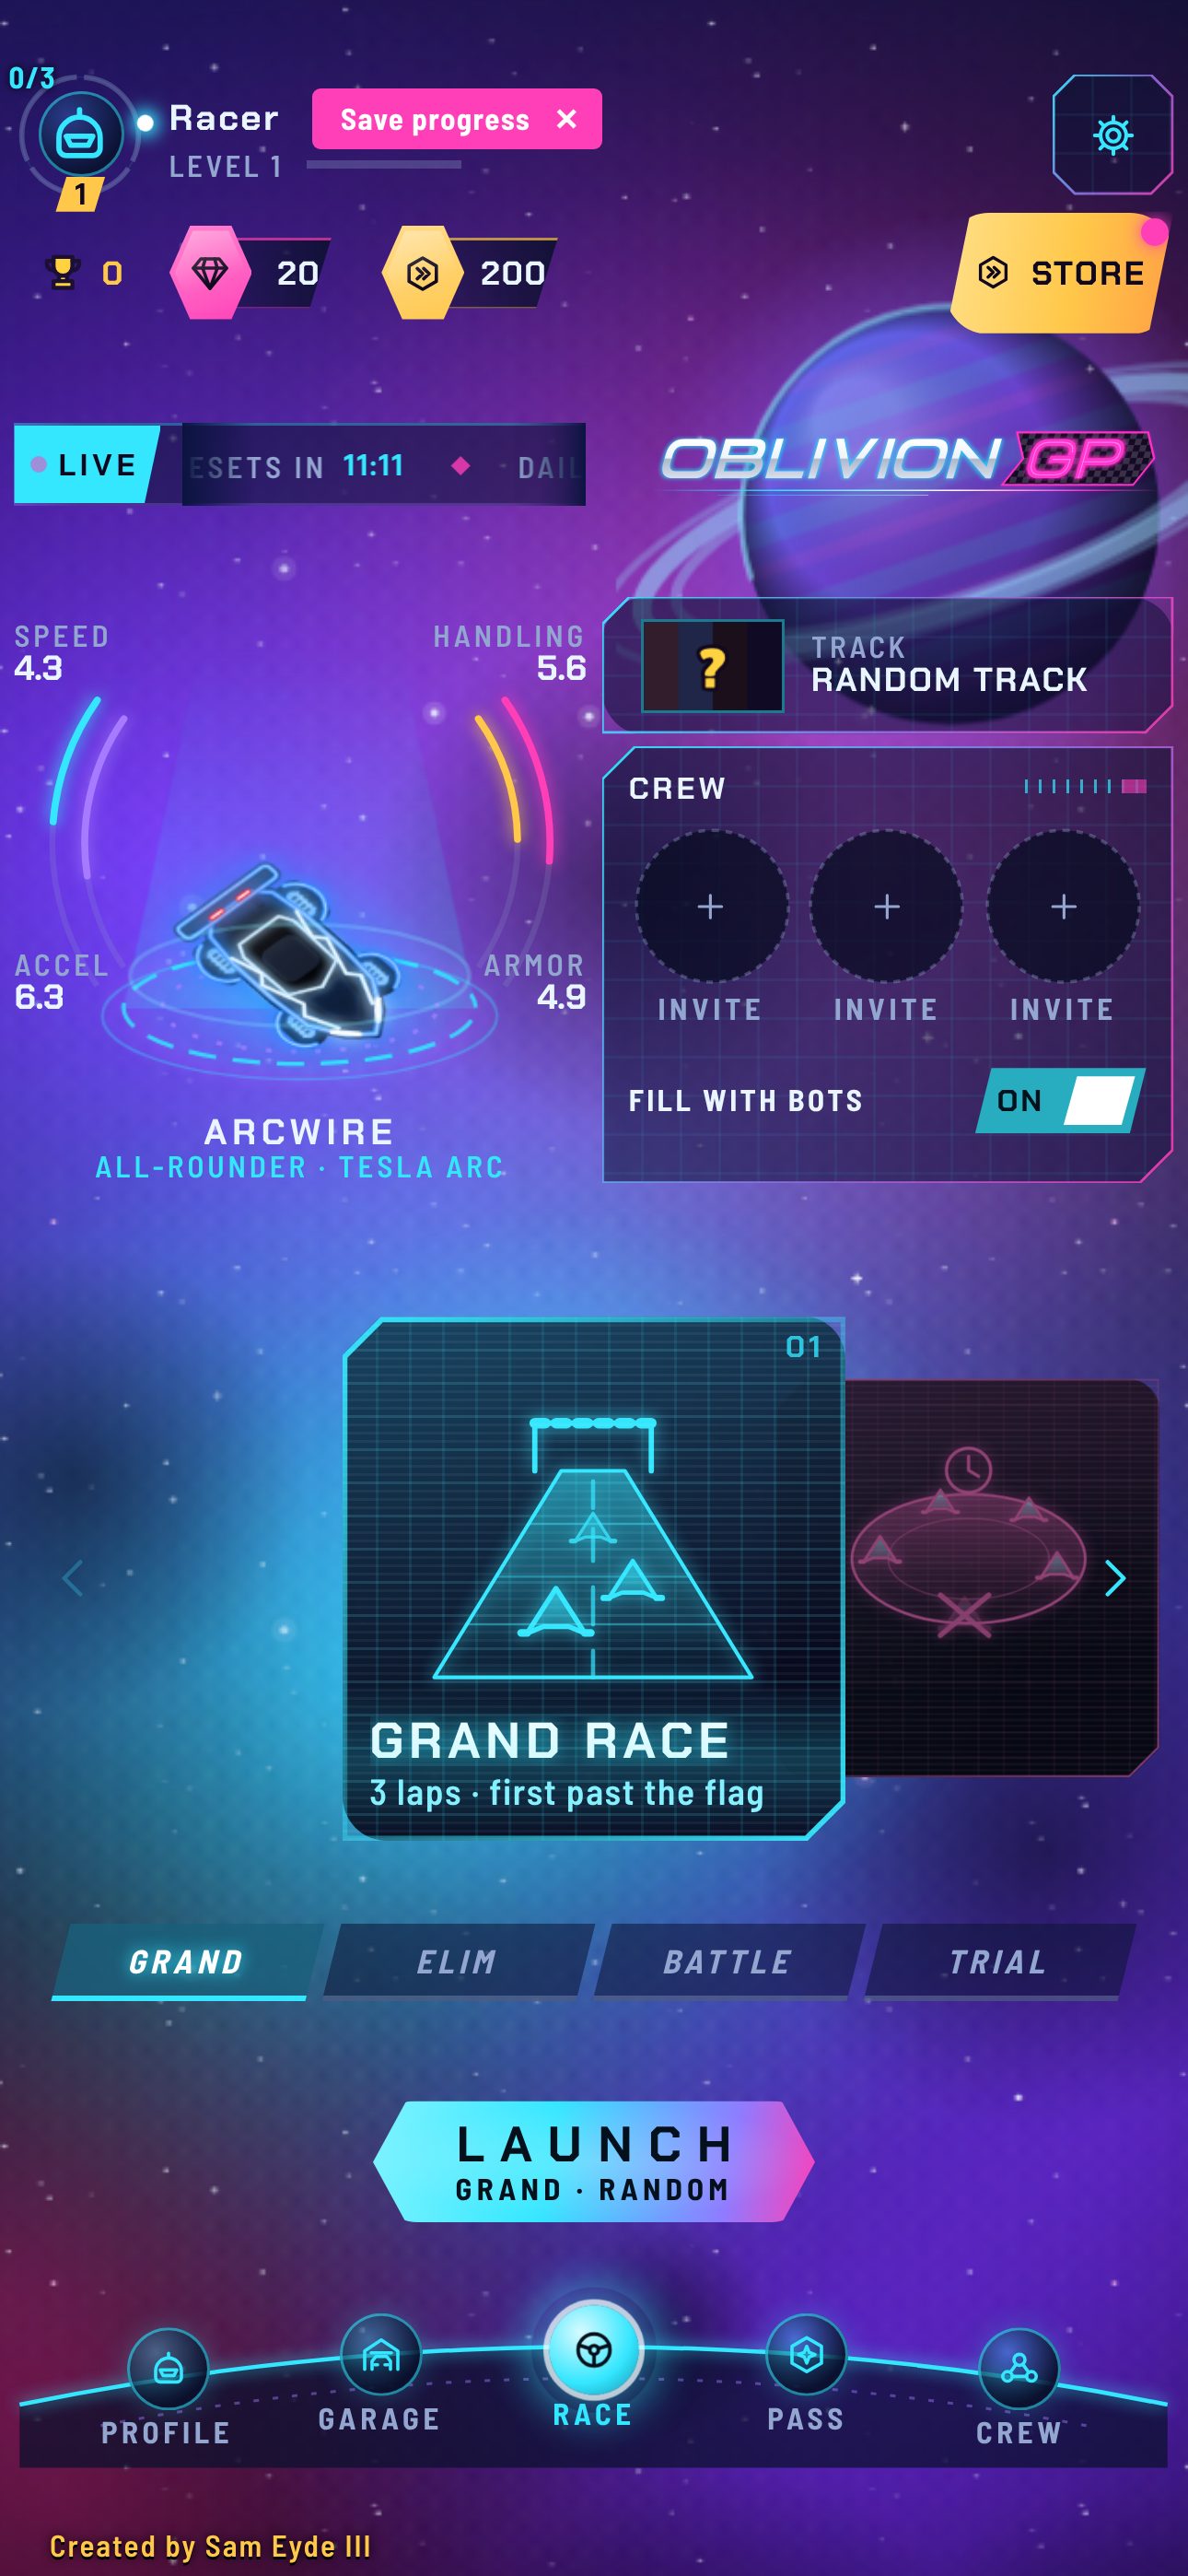 0/3
Racer
Save progress ✕
LEVEL 1
1
0
20
200
STORE
LIVE
ESETS IN 11:11 ◆ DAIL
OBLIVION GP
SPEED
4.3
HANDLING
5.6
TRACK
RANDOM TRACK
?
CREW
+ + +
INVITE INVITE INVITE
FILL WITH BOTS ON
ACCEL
6.3
ARMOR
4.9
ARCWIRE
ALL-ROUNDER · TESLA ARC
01
GRAND RACE
3 laps · first past the flag
GRAND ELIM BATTLE TRIAL
LAUNCH
GRAND · RANDOM
PROFILE GARAGE RACE PASS CREW
Created by Sam Eyde III